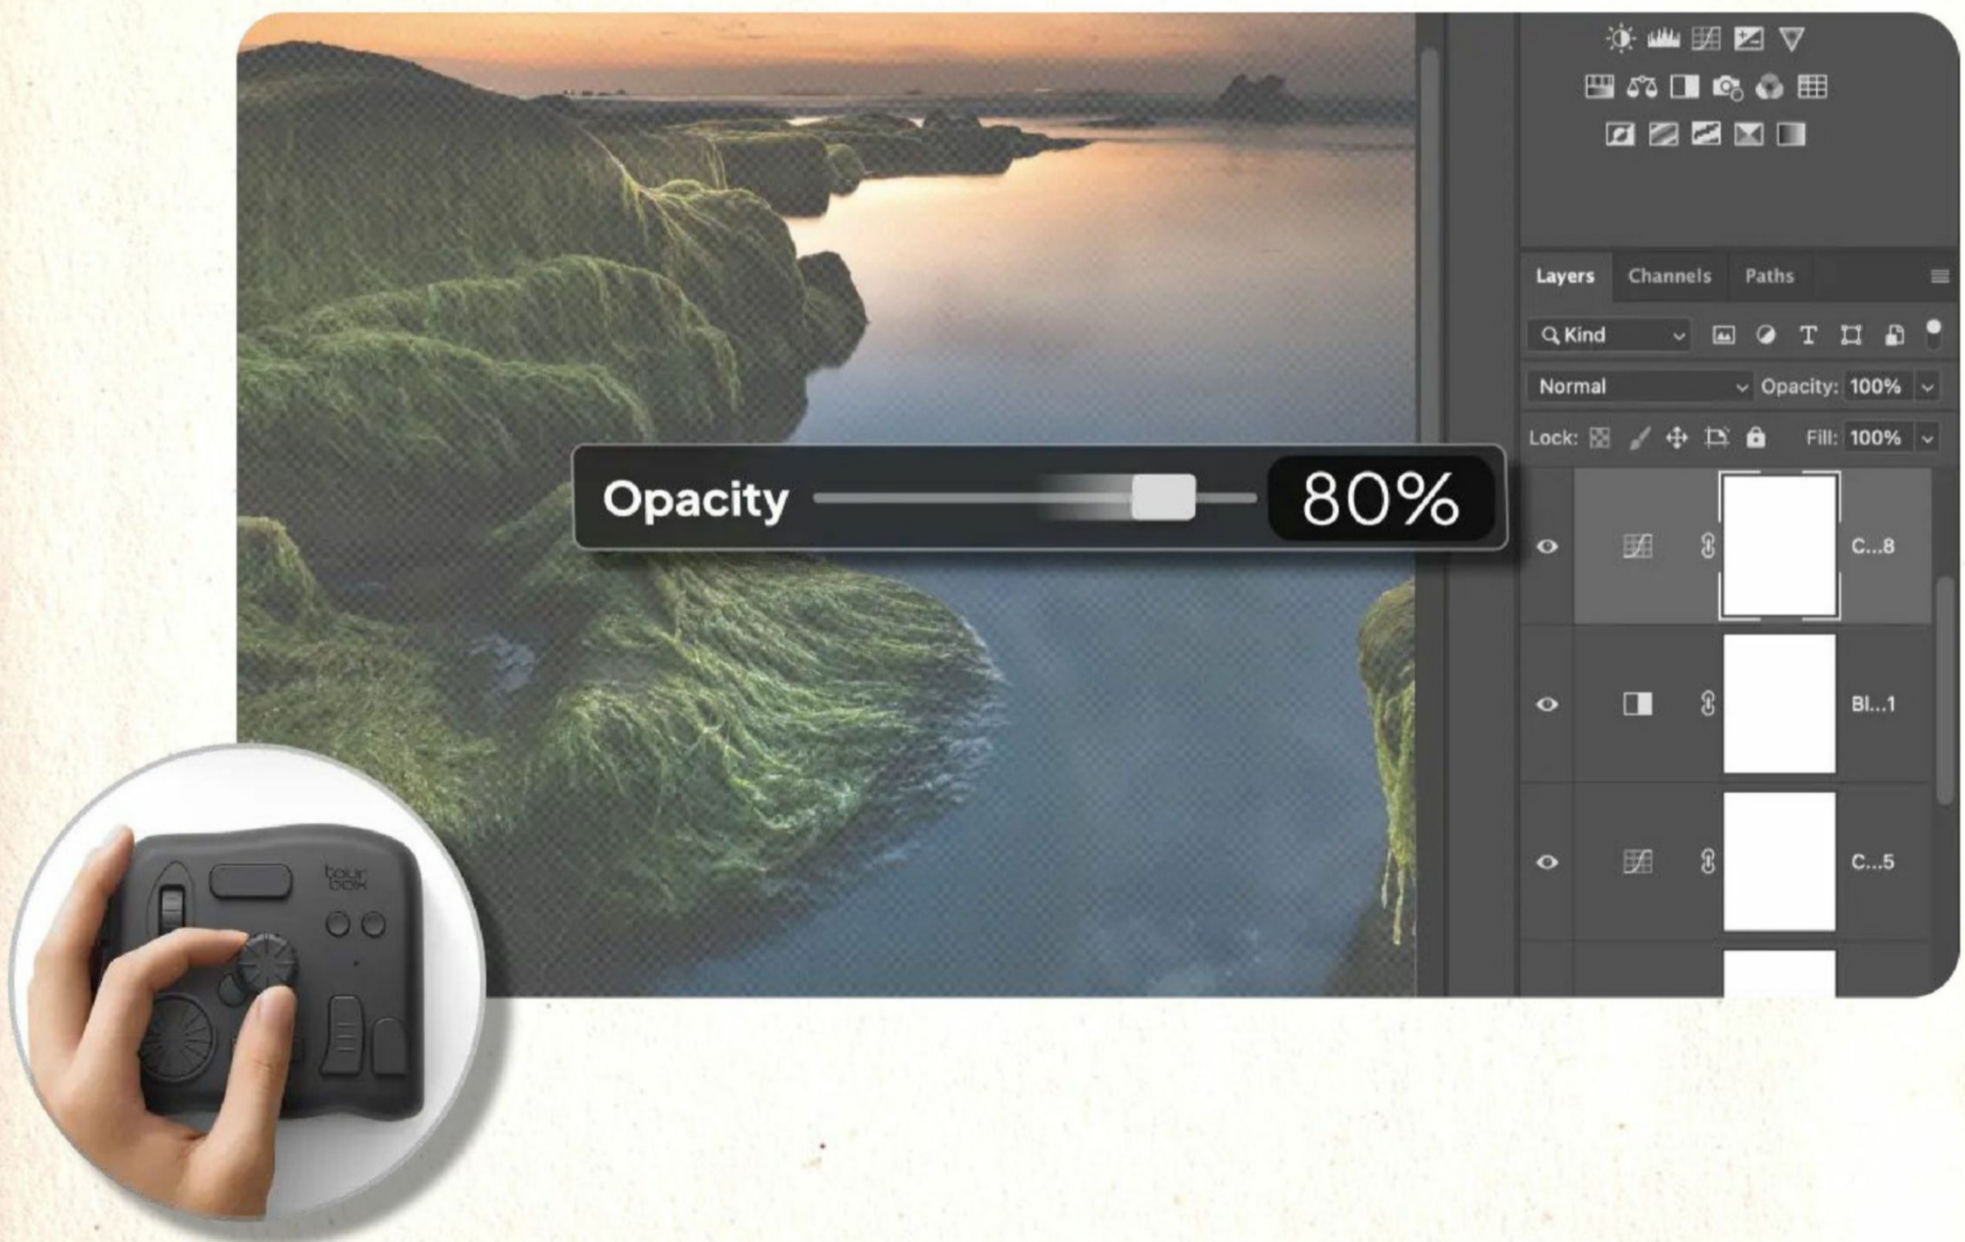 Layers Channels Paths
Kind
Normal Opacity: 100%
Lock: Fill: 100%
Opacity 80%
C...8
Bl...1
C...5
tour
box